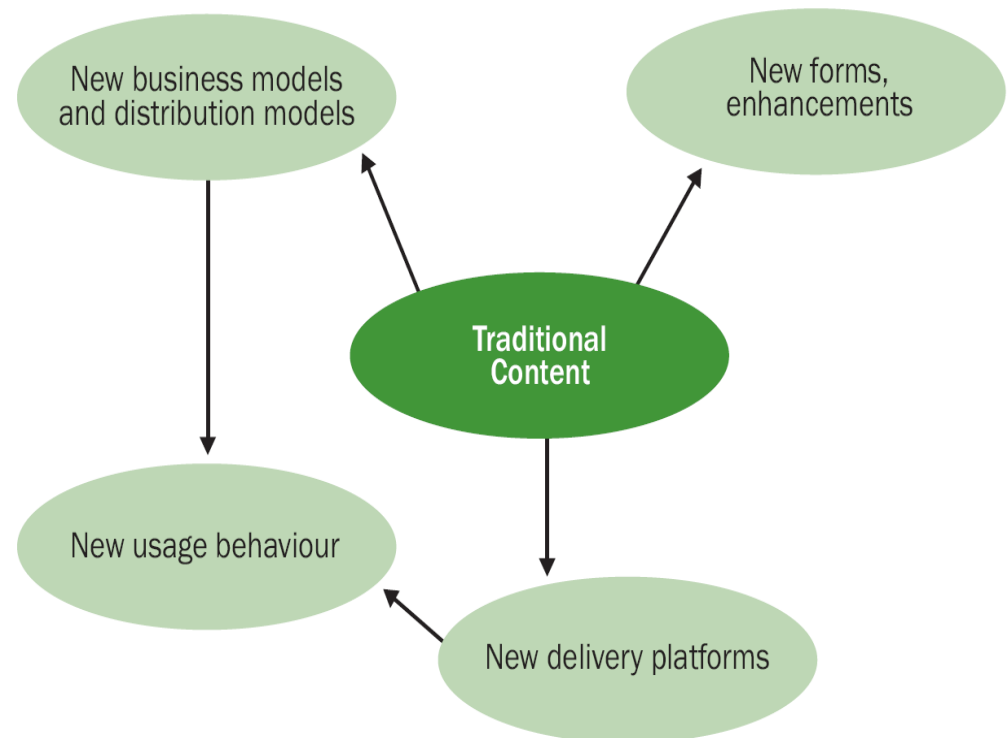 New business models
and distribution models
New forms,
enhancements
Traditional
Content
New usage behaviour
New delivery platforms